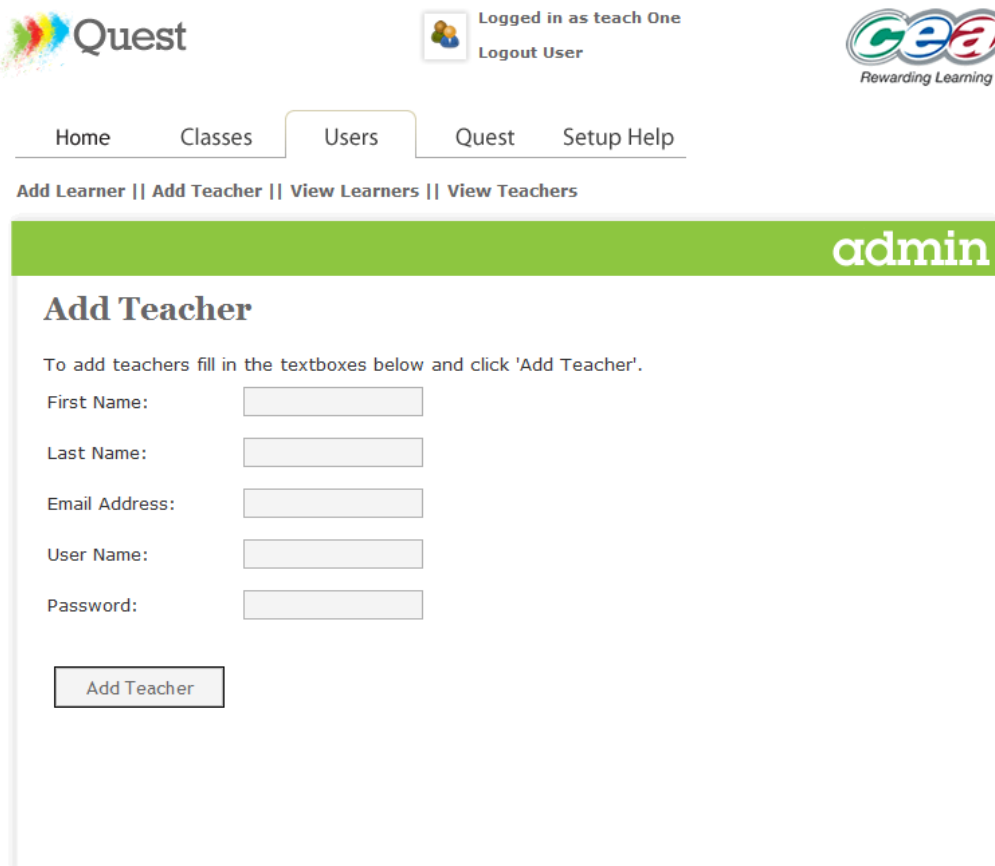 Quest
Logged in as teach One
Logout User
Rewarding Learning
Home Classes Users Quest Setup Help
Add Learner || Add Teacher || View Learners || View Teachers
admin
Add Teacher
To add teachers fill in the textboxes below and click 'Add Teacher'.
First Name:
Last Name:
Email Address:
User Name:
Password:
Add Teacher